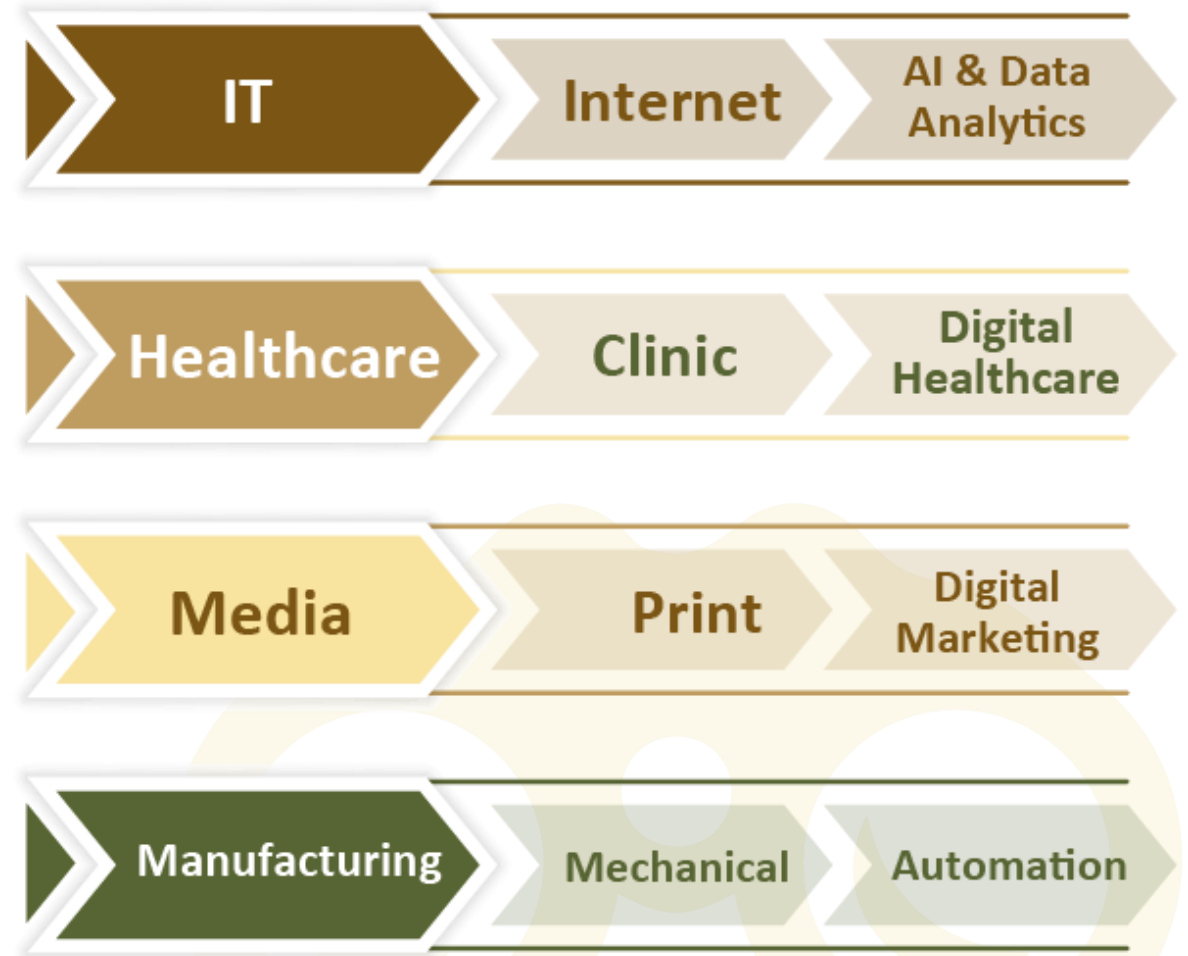 IT
Internet
AI & Data
Analytics
Healthcare
Clinic
Digital
Healthcare
Media
Print
Digital
Marketing
Manufacturing
Mechanical
Automation